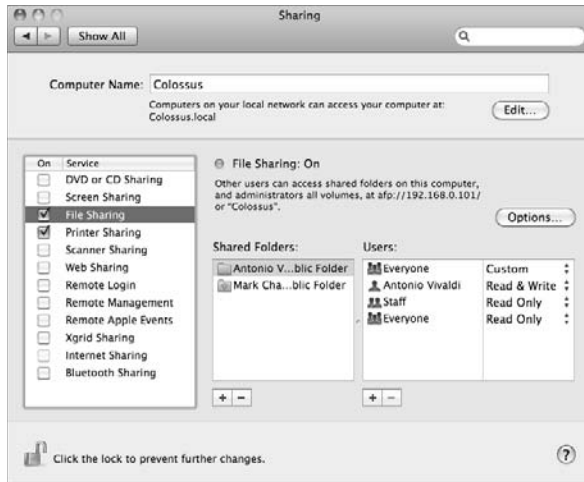 Sharing
Show All
Computer Name: Colossus
Computers on your local network can access your computer at:
Colossus.local
Edit...
On Service
DVD or CD Sharing
Screen Sharing
File Sharing
Printer Sharing
Scanner Sharing
Web Sharing
Remote Login
Remote Management
Remote Apple Events
Xgrid Sharing
Internet Sharing
Bluetooth Sharing
File Sharing: On
Other users can access shared folders on this computer,
and administrators all volumes, at afp://192.168.0.101/
or "Colossus".
Options...
Shared Folders:
Antonio V...blic Folder
Mark Cha...blic Folder
Users:
Everyone Custom
Antonio Vivaldi Read & Write
Staff Read Only
Everyone Read Only
+ −
+ −
Click the lock to prevent further changes.
?